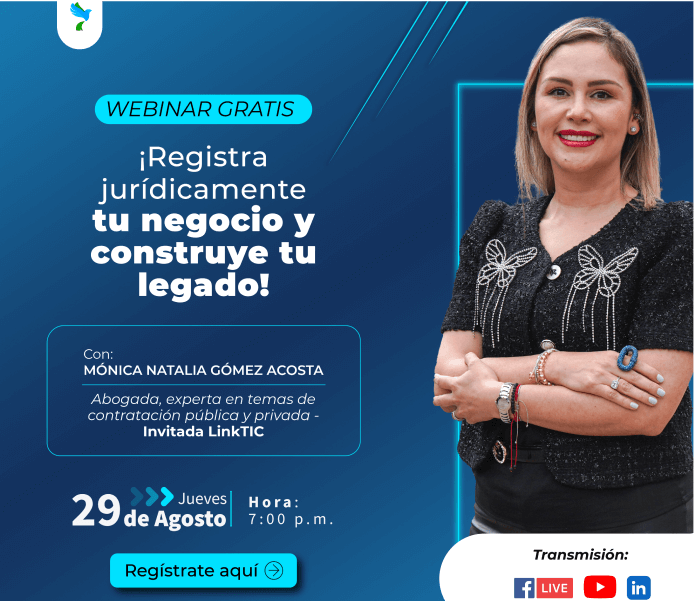 WEBINAR GRATIS
¡Registra
jurídicamente
tu negocio y
construye tu
legado!
Con:
MÓNICA NATALIA GÓMEZ ACOSTA
Abogada, experta en temas de
contratación pública y privada -
Invitada LinkTIC
29 Jueves
de Agosto
Hora:
7:00 p.m.
Regístrate aquí
Transmisión:
f LIVE in